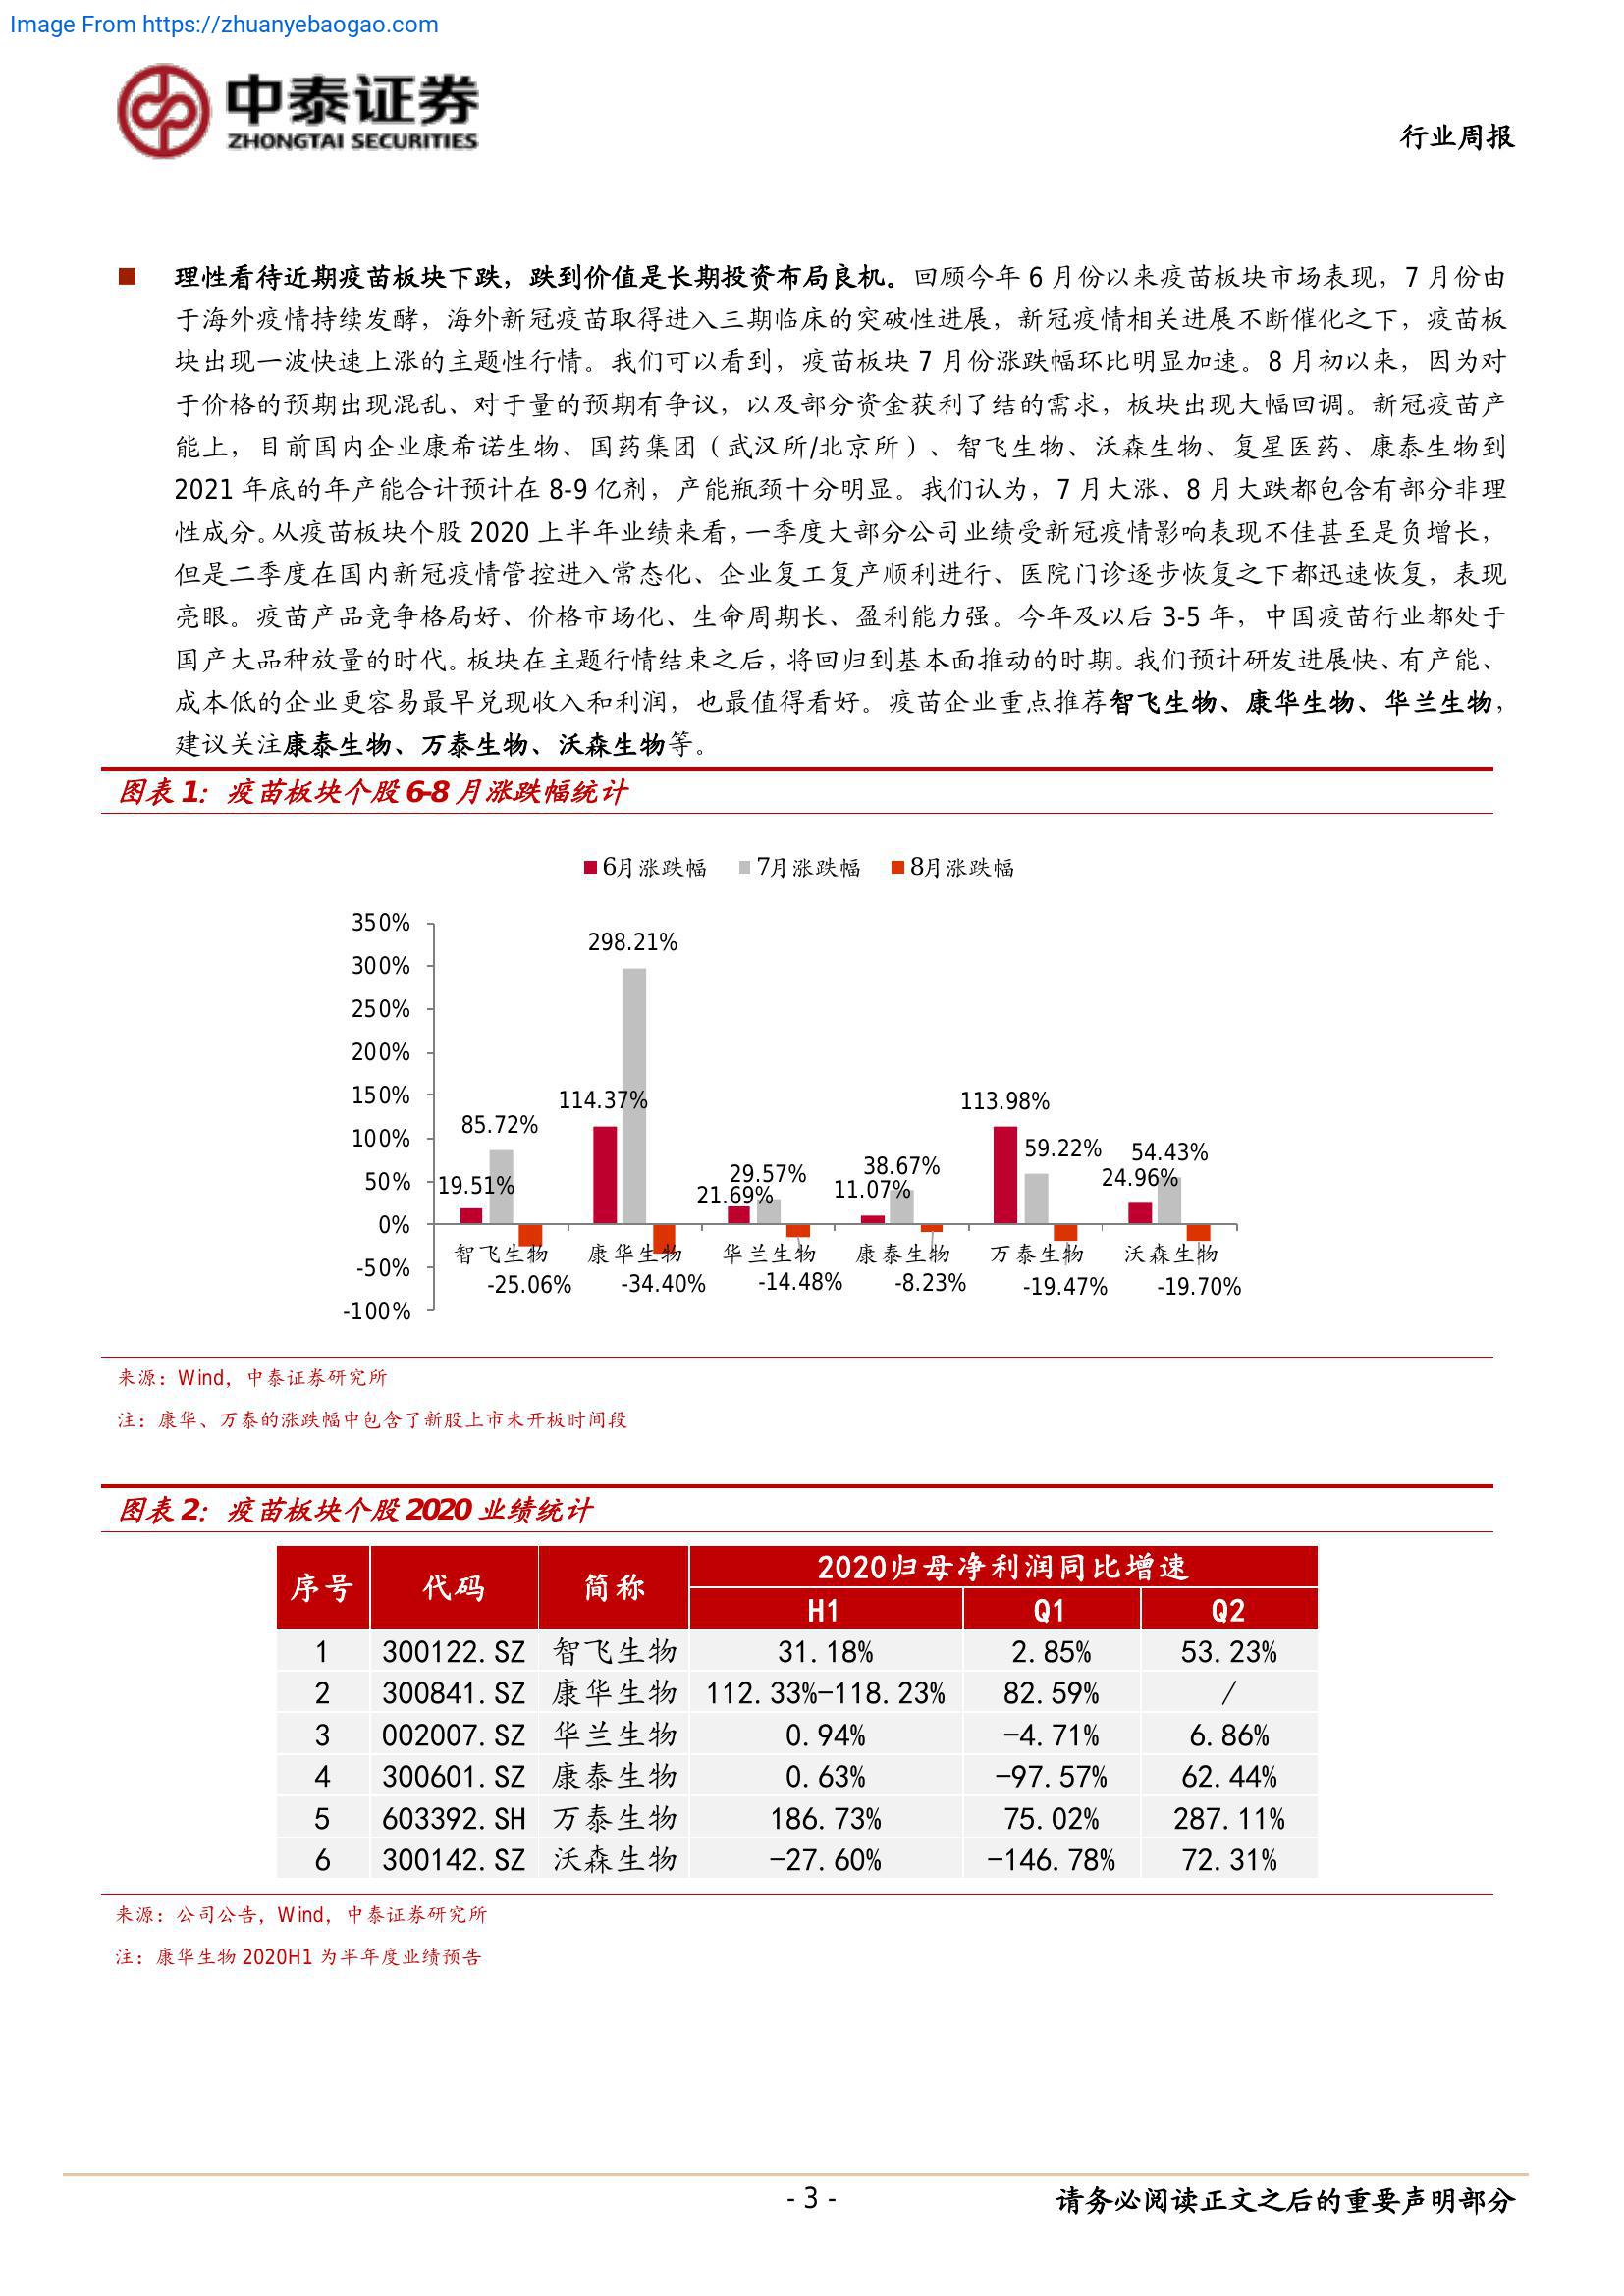 Image From https://zhuanyebaogao.com
中泰证券
ZHONGTAI SECURITIES
行业周报
理性看待近期疫苗板块下跌，跌到价值是长期投资布局良机。回顾今年 6 月份以来疫苗板块市场表现，7 月份由
于海外疫情持续发酵，海外新冠疫苗取得进入三期临床的突破性进展，新冠疫情相关进展不断催化之下，疫苗板
块出现一波快速上涨的主题性行情。我们可以看到，疫苗板块 7 月份涨跌幅环比明显加速。8 月初以来，因为对
于价格的预期出现混乱、对于量的预期有争议，以及部分资金获利了结的需求，板块出现大幅回调。新冠疫苗产
能上，目前国内企业康希诺生物、国药集团（武汉所/北京所）、智飞生物、沃森生物、复星医药、康泰生物到
2021 年底的年产能合计预计在 8-9 亿剂，产能瓶颈十分明显。我们认为，7 月大涨、8 月大跌都包含有部分非理
性成分。从疫苗板块个股 2020 上半年业绩来看，一季度大部分公司业绩受新冠疫情影响表现不佳甚至是负增长，
但是二季度在国内新冠疫情管控进入常态化、企业复工复产顺利进行、医院门诊逐步恢复之下都迅速恢复，表现
亮眼。疫苗产品竞争格局好、价格市场化、生命周期长、盈利能力强。今年及以后 3-5 年，中国疫苗行业都处于
国产大品种放量的时代。板块在主题行情结束之后，将回归到基本面推动的时期。我们预计研发进展快、有产能、
成本低的企业更容易最早兑现收入和利润，也最值得看好。疫苗企业重点推荐智飞生物、康华生物、华兰生物，
建议关注康泰生物、万泰生物、沃森生物等。
图表 1：疫苗板块个股 6-8 月涨跌幅统计
6月涨跌幅 7月涨跌幅 8月涨跌幅
350%
300%
250%
200%
150%
100%
50%
0%
-50%
-100%
19.51% 85.72% 114.37% 298.21% 21.69% 29.57% 11.07% 38.67% 113.98% 59.22% 24.96% 54.43%
智飞生物 康华生物 华兰生物 康泰生物 万泰生物 沃森生物
-25.06% -34.40% -14.48% -8.23% -19.47% -19.70%
来源：Wind，中泰证券研究所
注：康华、万泰的涨跌幅中包含了新股上市未开板时间段
图表 2：疫苗板块个股 2020 业绩统计
序号 代码 简称 2020归母净利润同比增速
H1 Q1 Q2
1 300122.SZ 智飞生物 31.18% 2.85% 53.23%
2 300841.SZ 康华生物 112.33%-118.23% 82.59% /
3 002007.SZ 华兰生物 0.94% -4.71% 6.86%
4 300601.SZ 康泰生物 0.63% -97.57% 62.44%
5 603392.SH 万泰生物 186.73% 75.02% 287.11%
6 300142.SZ 沃森生物 -27.60% -146.78% 72.31%
来源：公司公告，Wind，中泰证券研究所
注：康华生物 2020H1 为半年度业绩预告
- 3 -
请务必阅读正文之后的重要声明部分